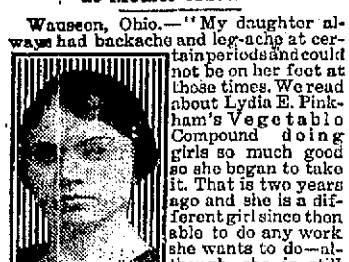 Wauseon, Ohio.—"My daughter al-
ways had backache and leg-ache at cer-
tain periods and could
not be on her feet at
those times. We read
about Lydia E. Pink-
ham's Vegetable
Compound doing
girls so much good
so she began to take
it. That is two years
ago and she is a dif-
ferent girl since then
able to do any work
she wants to do—al-